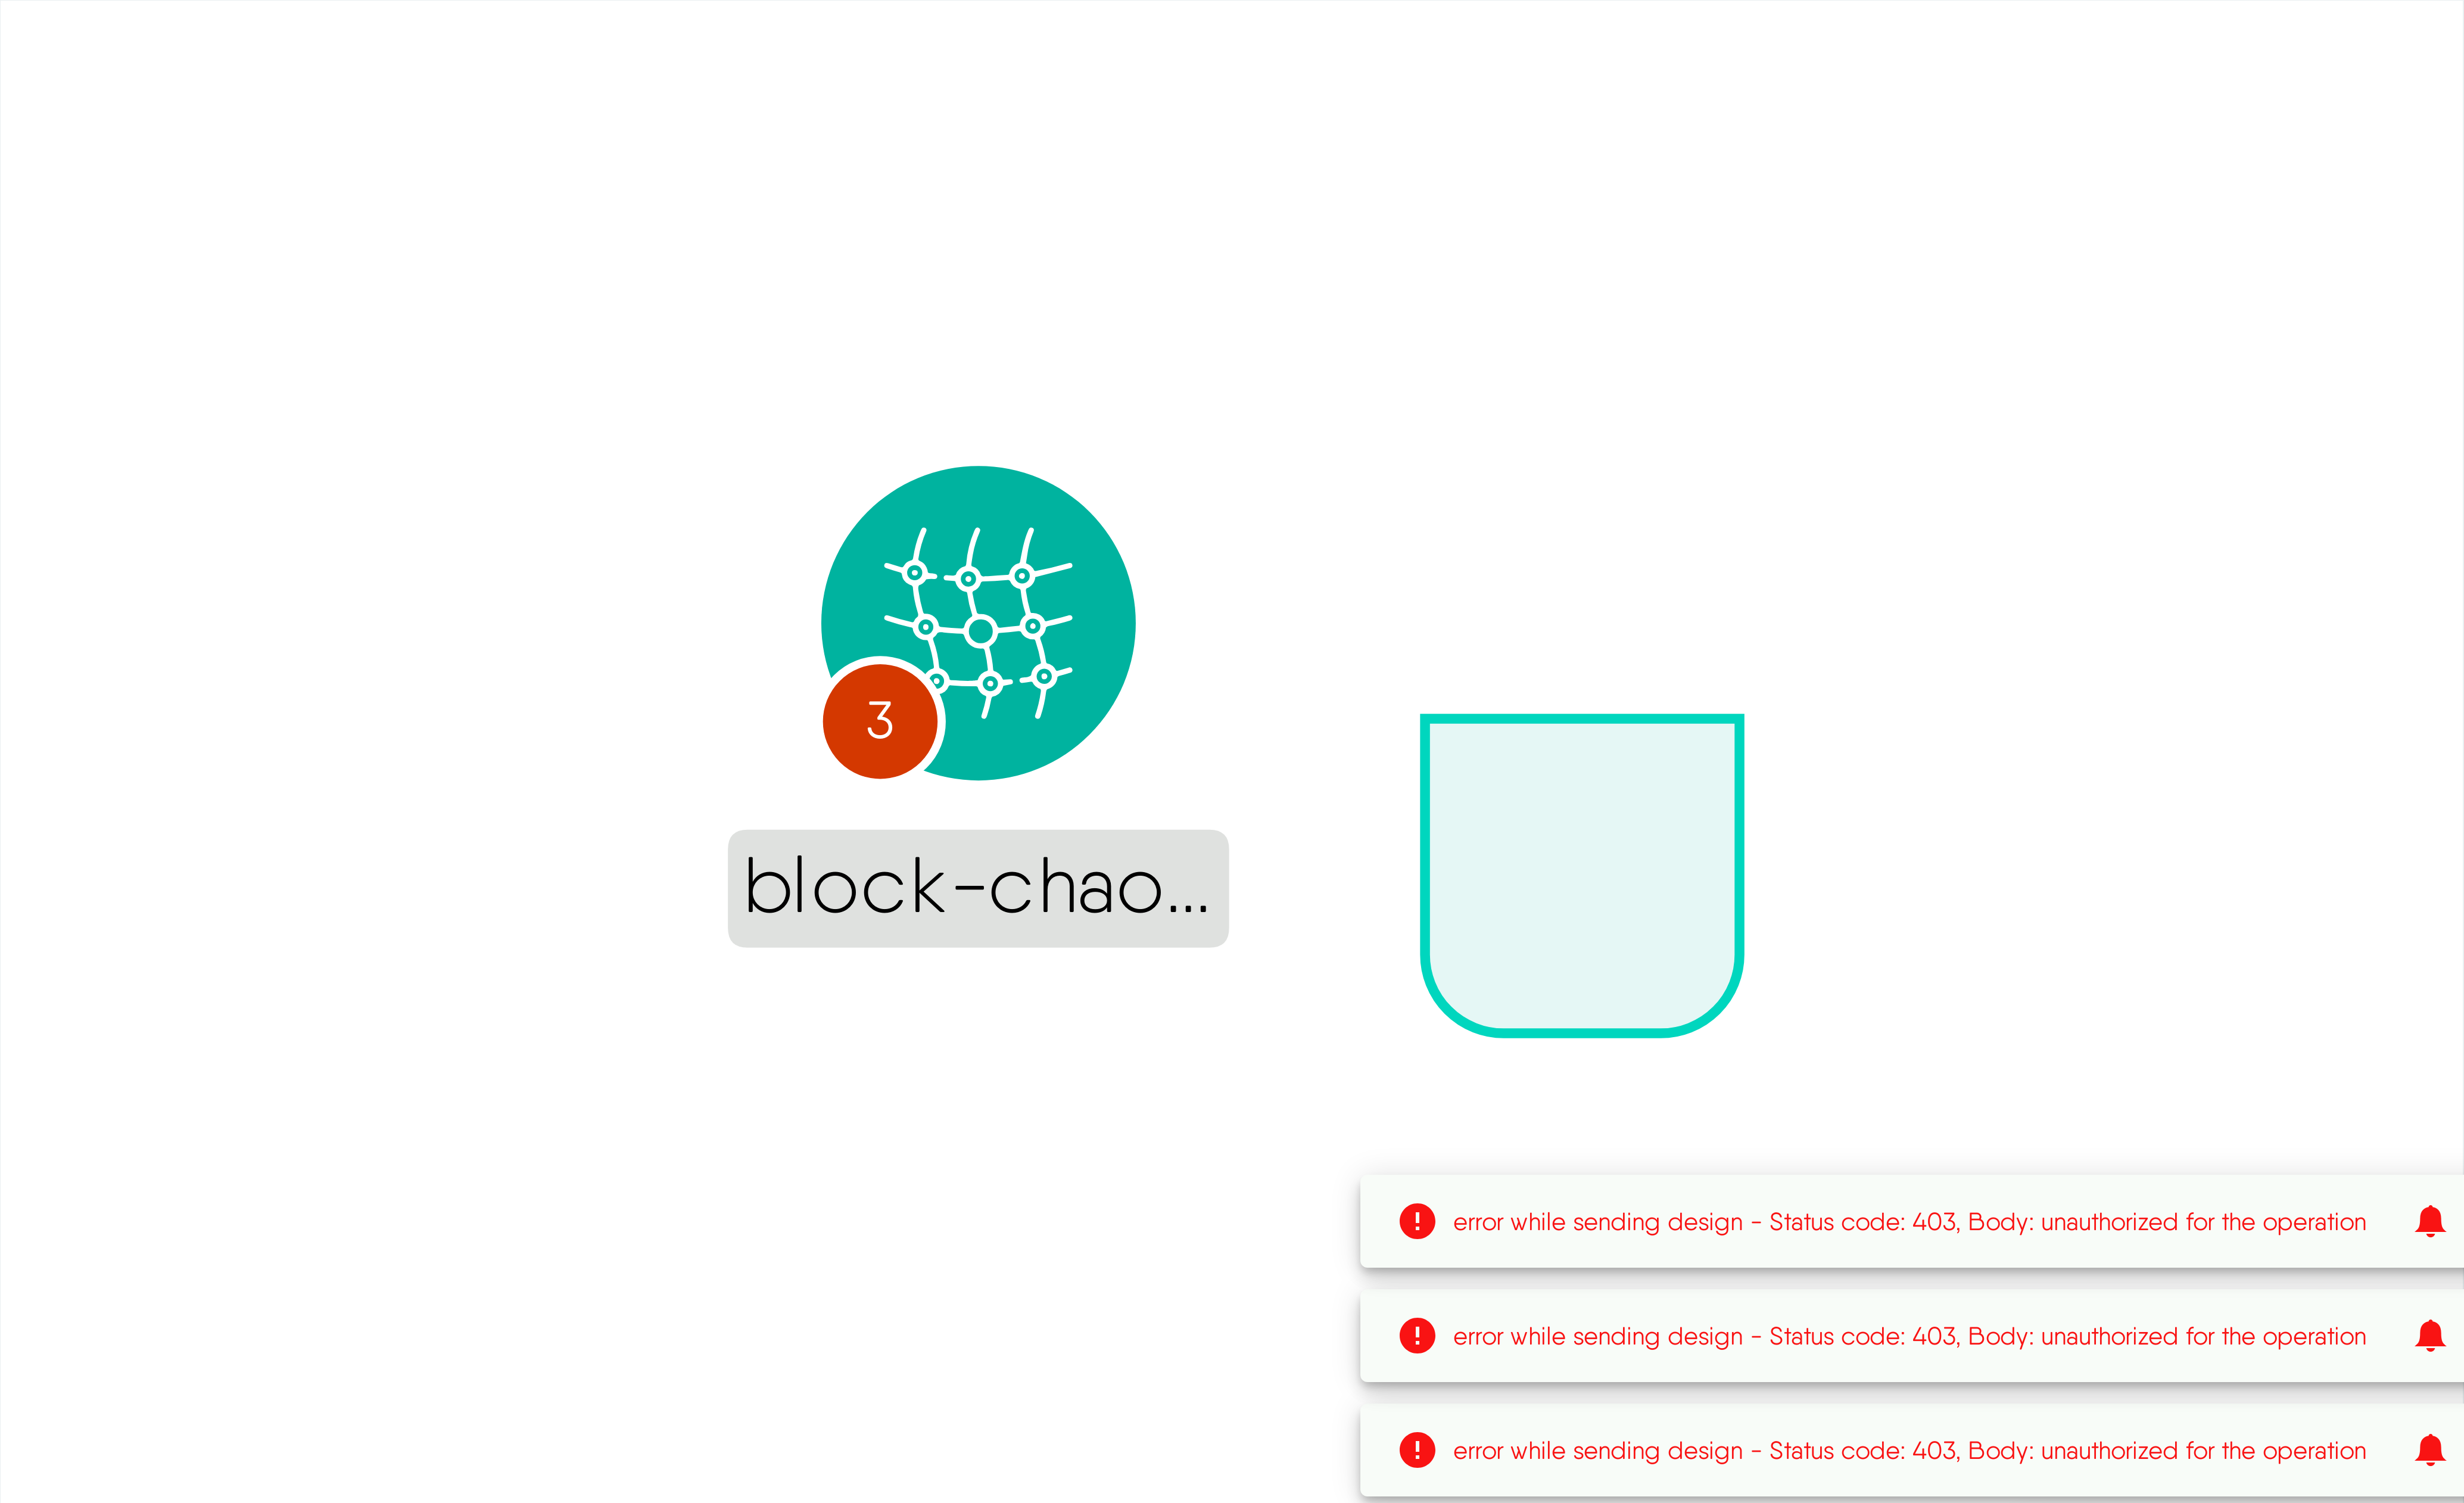 3
block-chao...
error while sending design - Status code: 403, Body: unauthorized for the operation
error while sending design - Status code: 403, Body: unauthorized for the operation
error while sending design - Status code: 403, Body: unauthorized for the operation